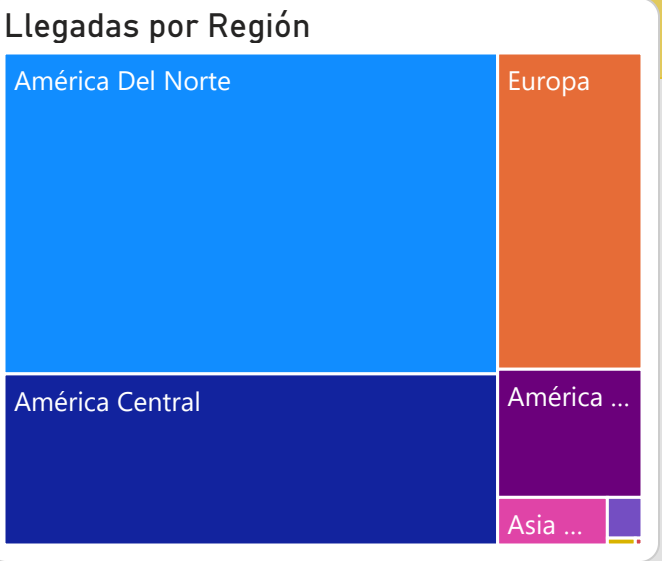 Llegadas por Región
América Del Norte
Europa
América Central
América ...
Asia ...